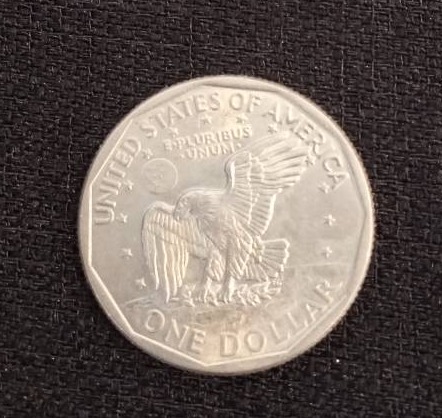 UNITED STATES OF AMERICA
E·PLURIBUS
UNUM
ONE DOLLAR